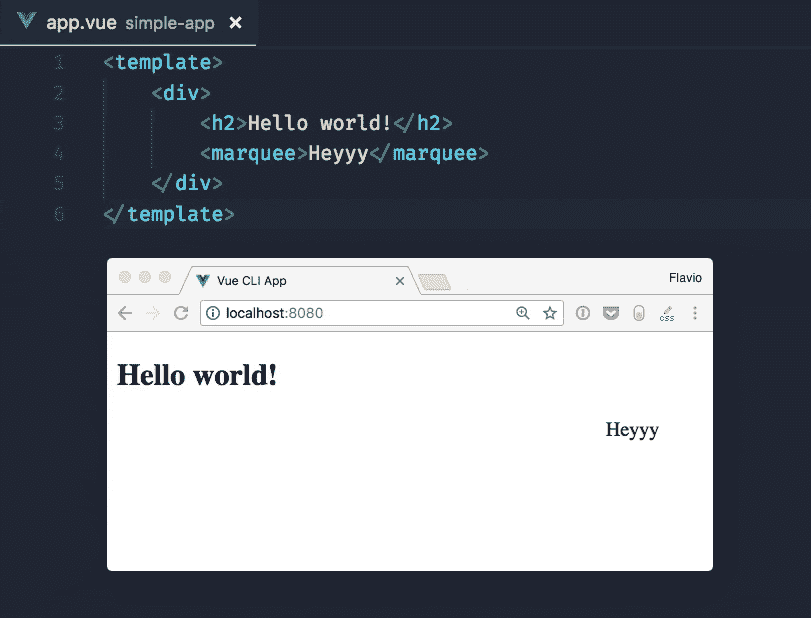 app.vue simple-app
1 <template>
2 <div>
3 <h2>Hello world!</h2>
4 <marquee>Heyyy</marquee>
5 </div>
6 </template>
Vue CLI App
Flavio
localhost:8080
css
Hello world!
Heyyy